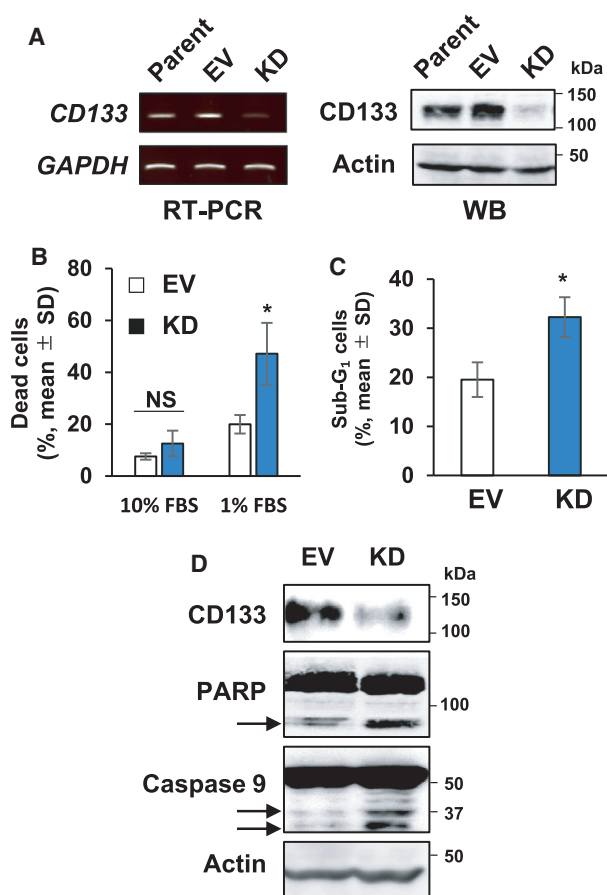 A
Parent EV KD
CD133
GAPDH
RT-PCR
Parent EV KD
kDa
CD133
150
100
Actin
50
WB
B
Dead cells
(%, mean ± SD)
80
60
40
20
0
EV
KD
NS
*
10% FBS 1% FBS
C
Sub-G₁ cells
(%, mean ± SD)
40
30
20
10
0
*
EV KD
D
EV KD
kDa
CD133
150
100
PARP
100
Caspase 9
50
37
Actin
50